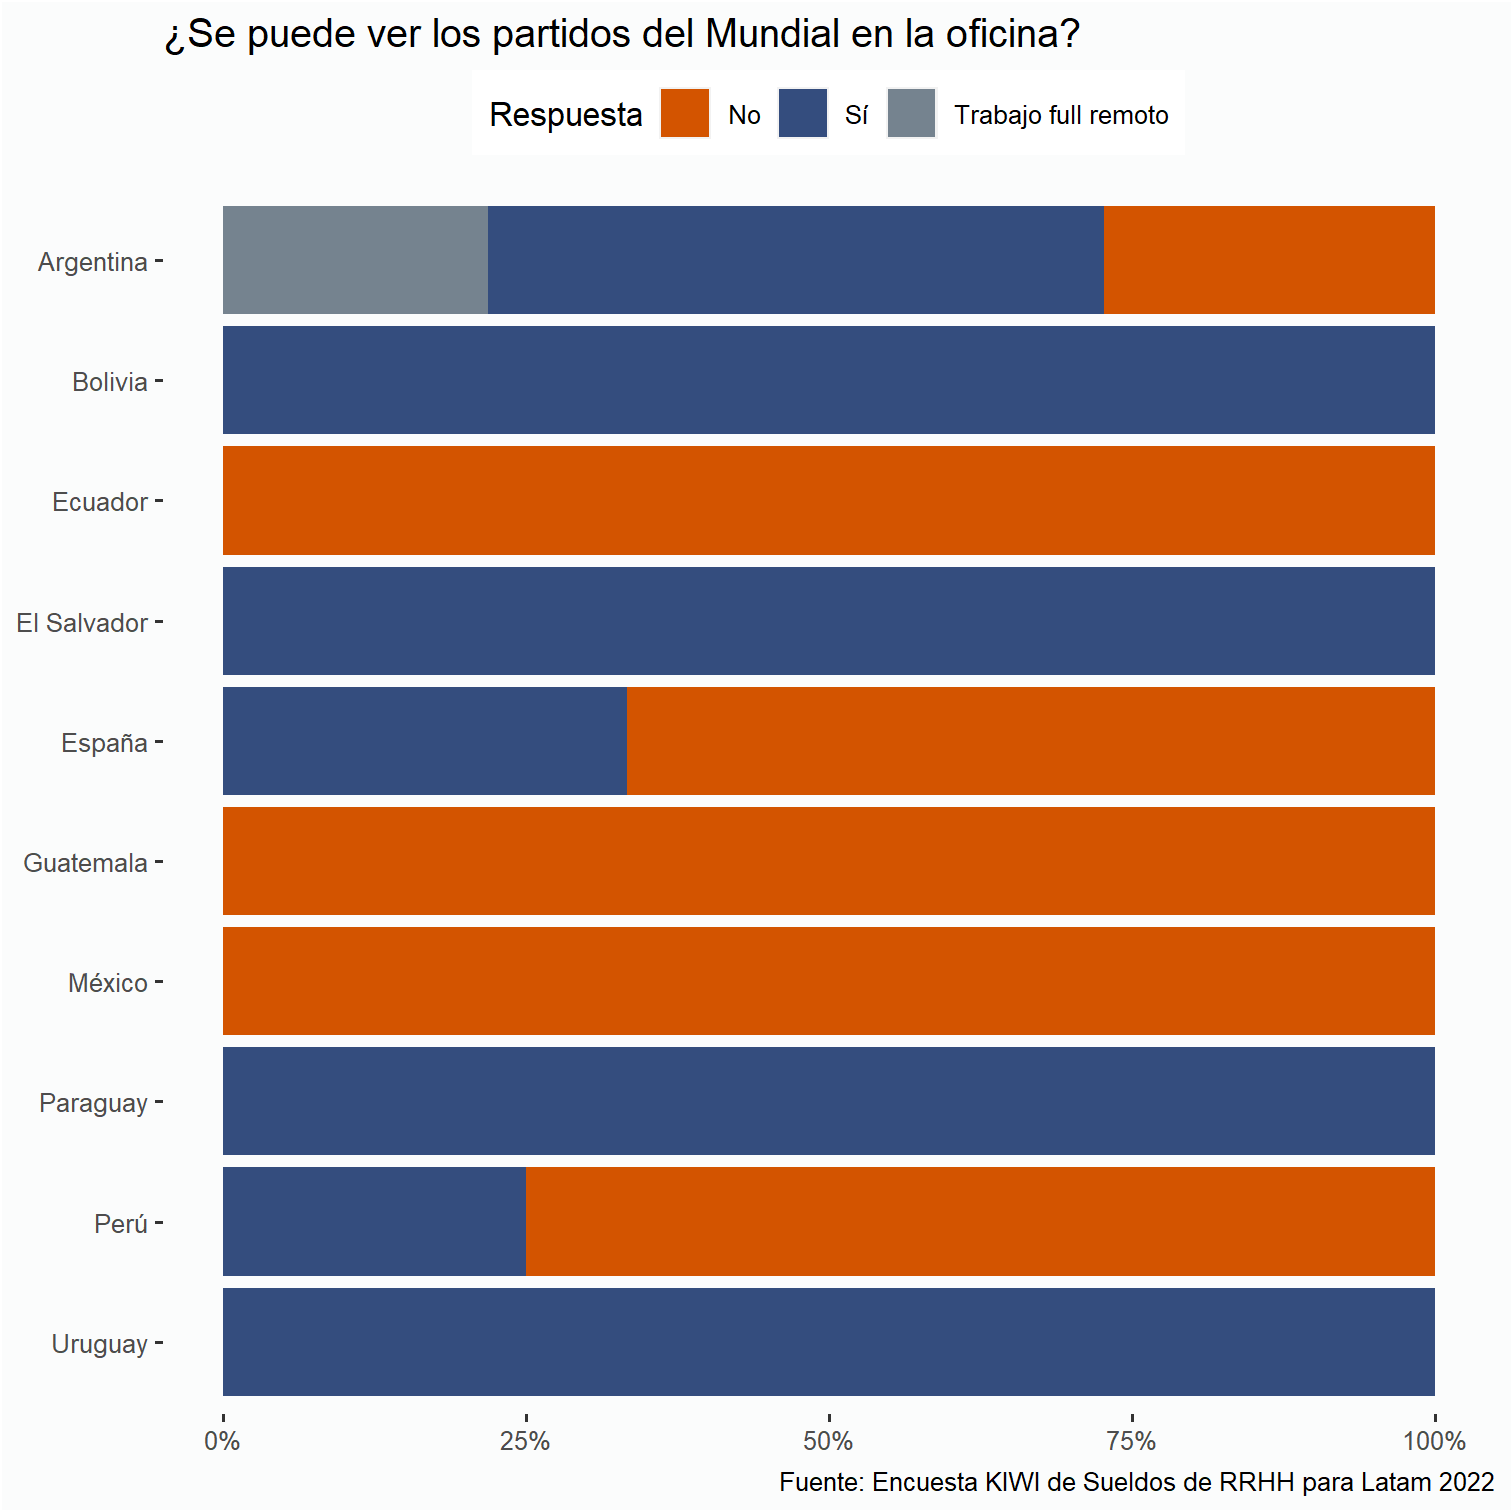 ¿Se puede ver los partidos del Mundial en la oficina?
Respuesta No Sí Trabajo full remoto
Argentina
Bolivia
Ecuador
El Salvador
España
Guatemala
México
Paraguay
Perú
Uruguay
0% 25% 50% 75% 100%
Fuente: Encuesta KIWI de Sueldos de RRHH para Latam 2022